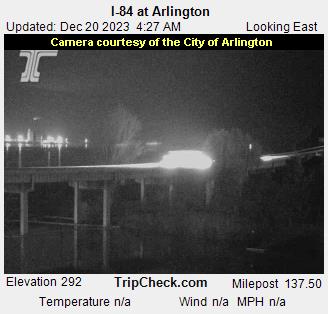 I-84 at Arlington
Updated: Dec 20 2023 4:27 AM Looking East
Camera courtesy of the City of Arlington
Elevation 292 TripCheck.com Milepost 137.50
Temperature n/a Wind n/a MPH n/a